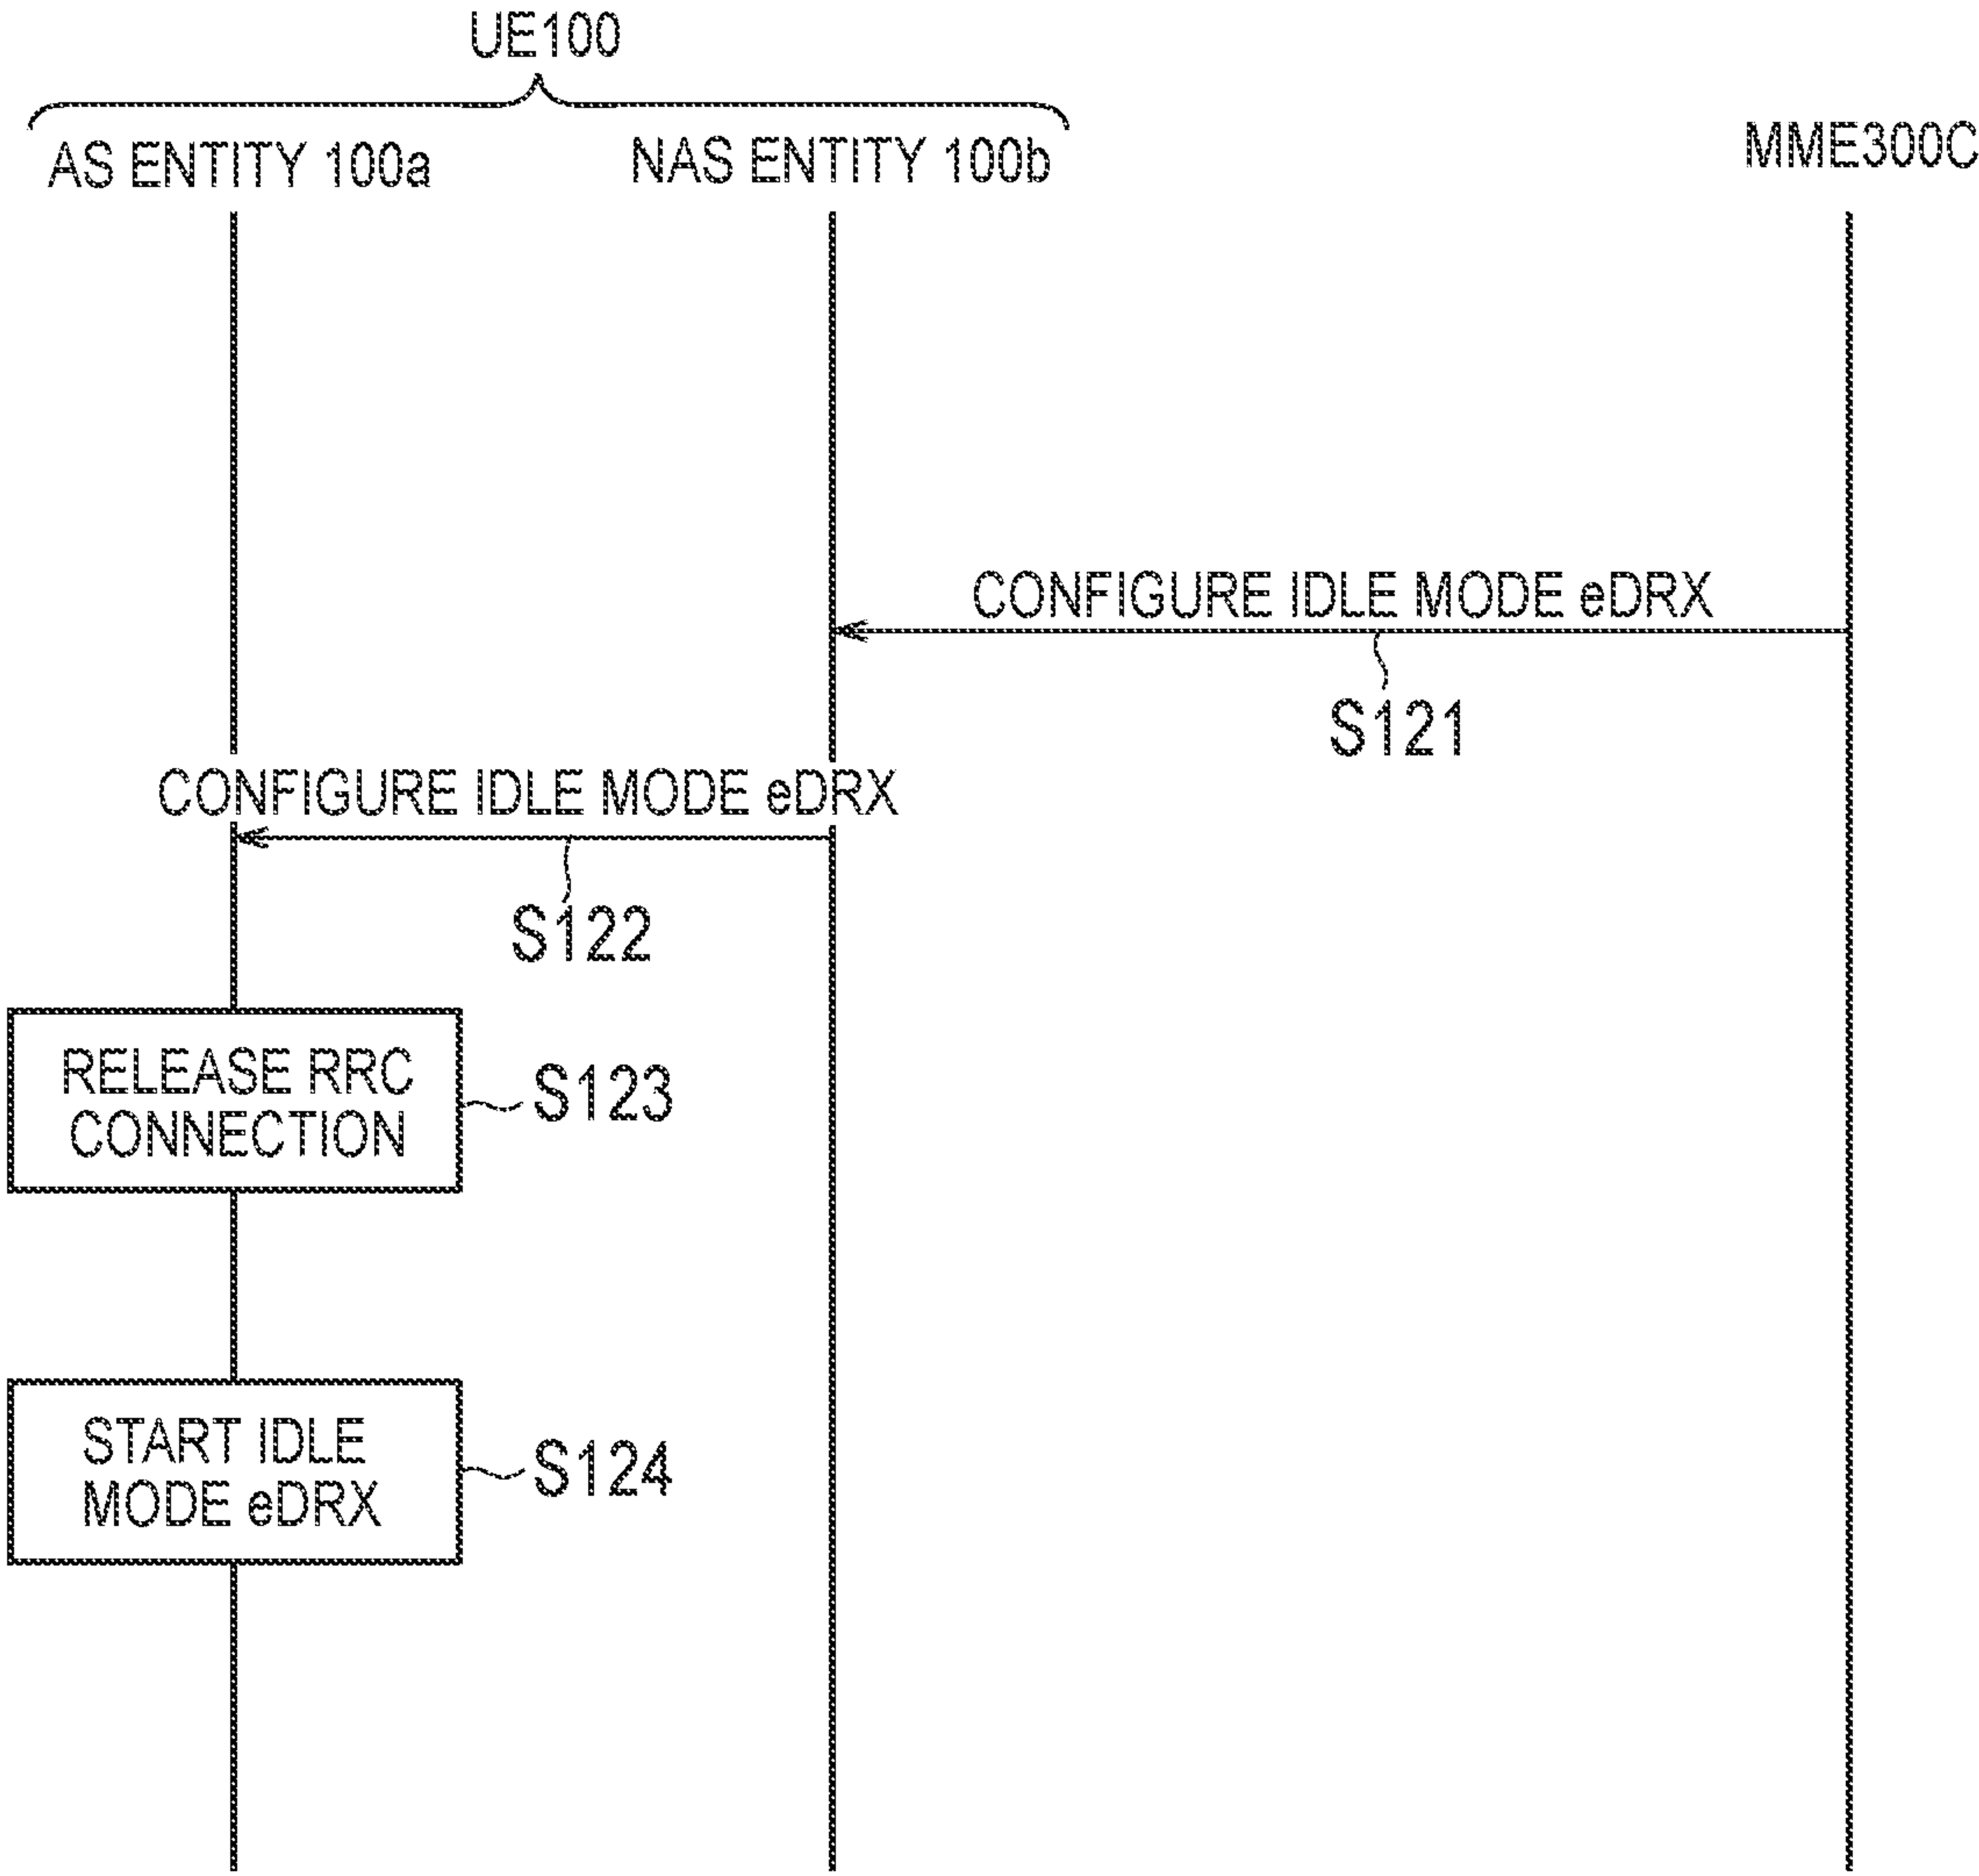 UE100
AS ENTITY 100a
NAS ENTITY 100b
MME300C
CONFIGURE IDLE MODE eDRX
S121
CONFIGURE IDLE MODE eDRX
S122
RELEASE RRC
CONNECTION
S123
START IDLE
MODE eDRX
S124